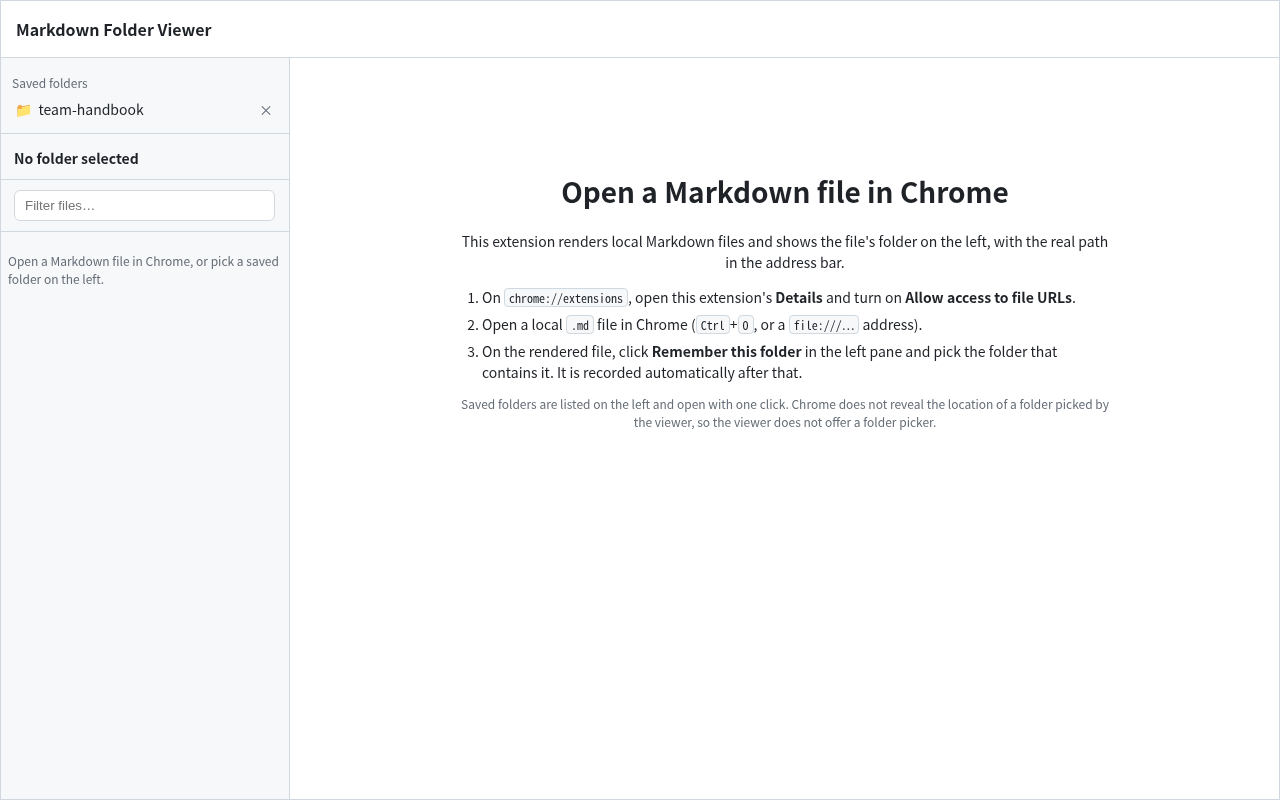 Markdown Folder Viewer
Saved folders
📁 team-handbook ×
No folder selected
Filter files…
Open a Markdown file in Chrome, or pick a saved
folder on the left.
Open a Markdown file in Chrome
This extension renders local Markdown files and shows the file's folder on the left, with the real path
in the address bar.
1. On chrome://extensions, open this extension's Details and turn on Allow access to file URLs.
2. Open a local .md file in Chrome (Ctrl+O, or a file:///... address).
3. On the rendered file, click Remember this folder in the left pane and pick the folder that
contains it. It is recorded automatically after that.
Saved folders are listed on the left and open with one click. Chrome does not reveal the location of a folder picked by
the viewer, so the viewer does not offer a folder picker.